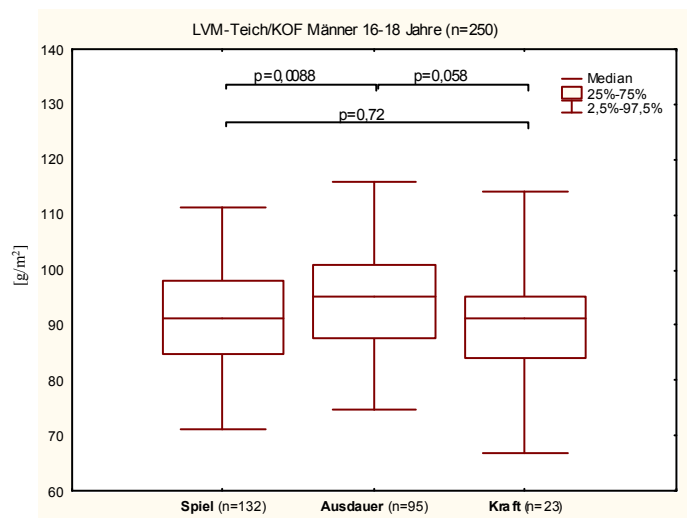 LVM-Teich/KOF Männer 16-18 Jahre (n=250)
140
130
120
110
100
90
80
70
60
[g/m²]
p=0,0088
p=0,058
p=0,72
Median
25%-75%
2,5%-97,5%
Spiel (n=132)
Ausdauer (n=95)
Kraft (n=23)